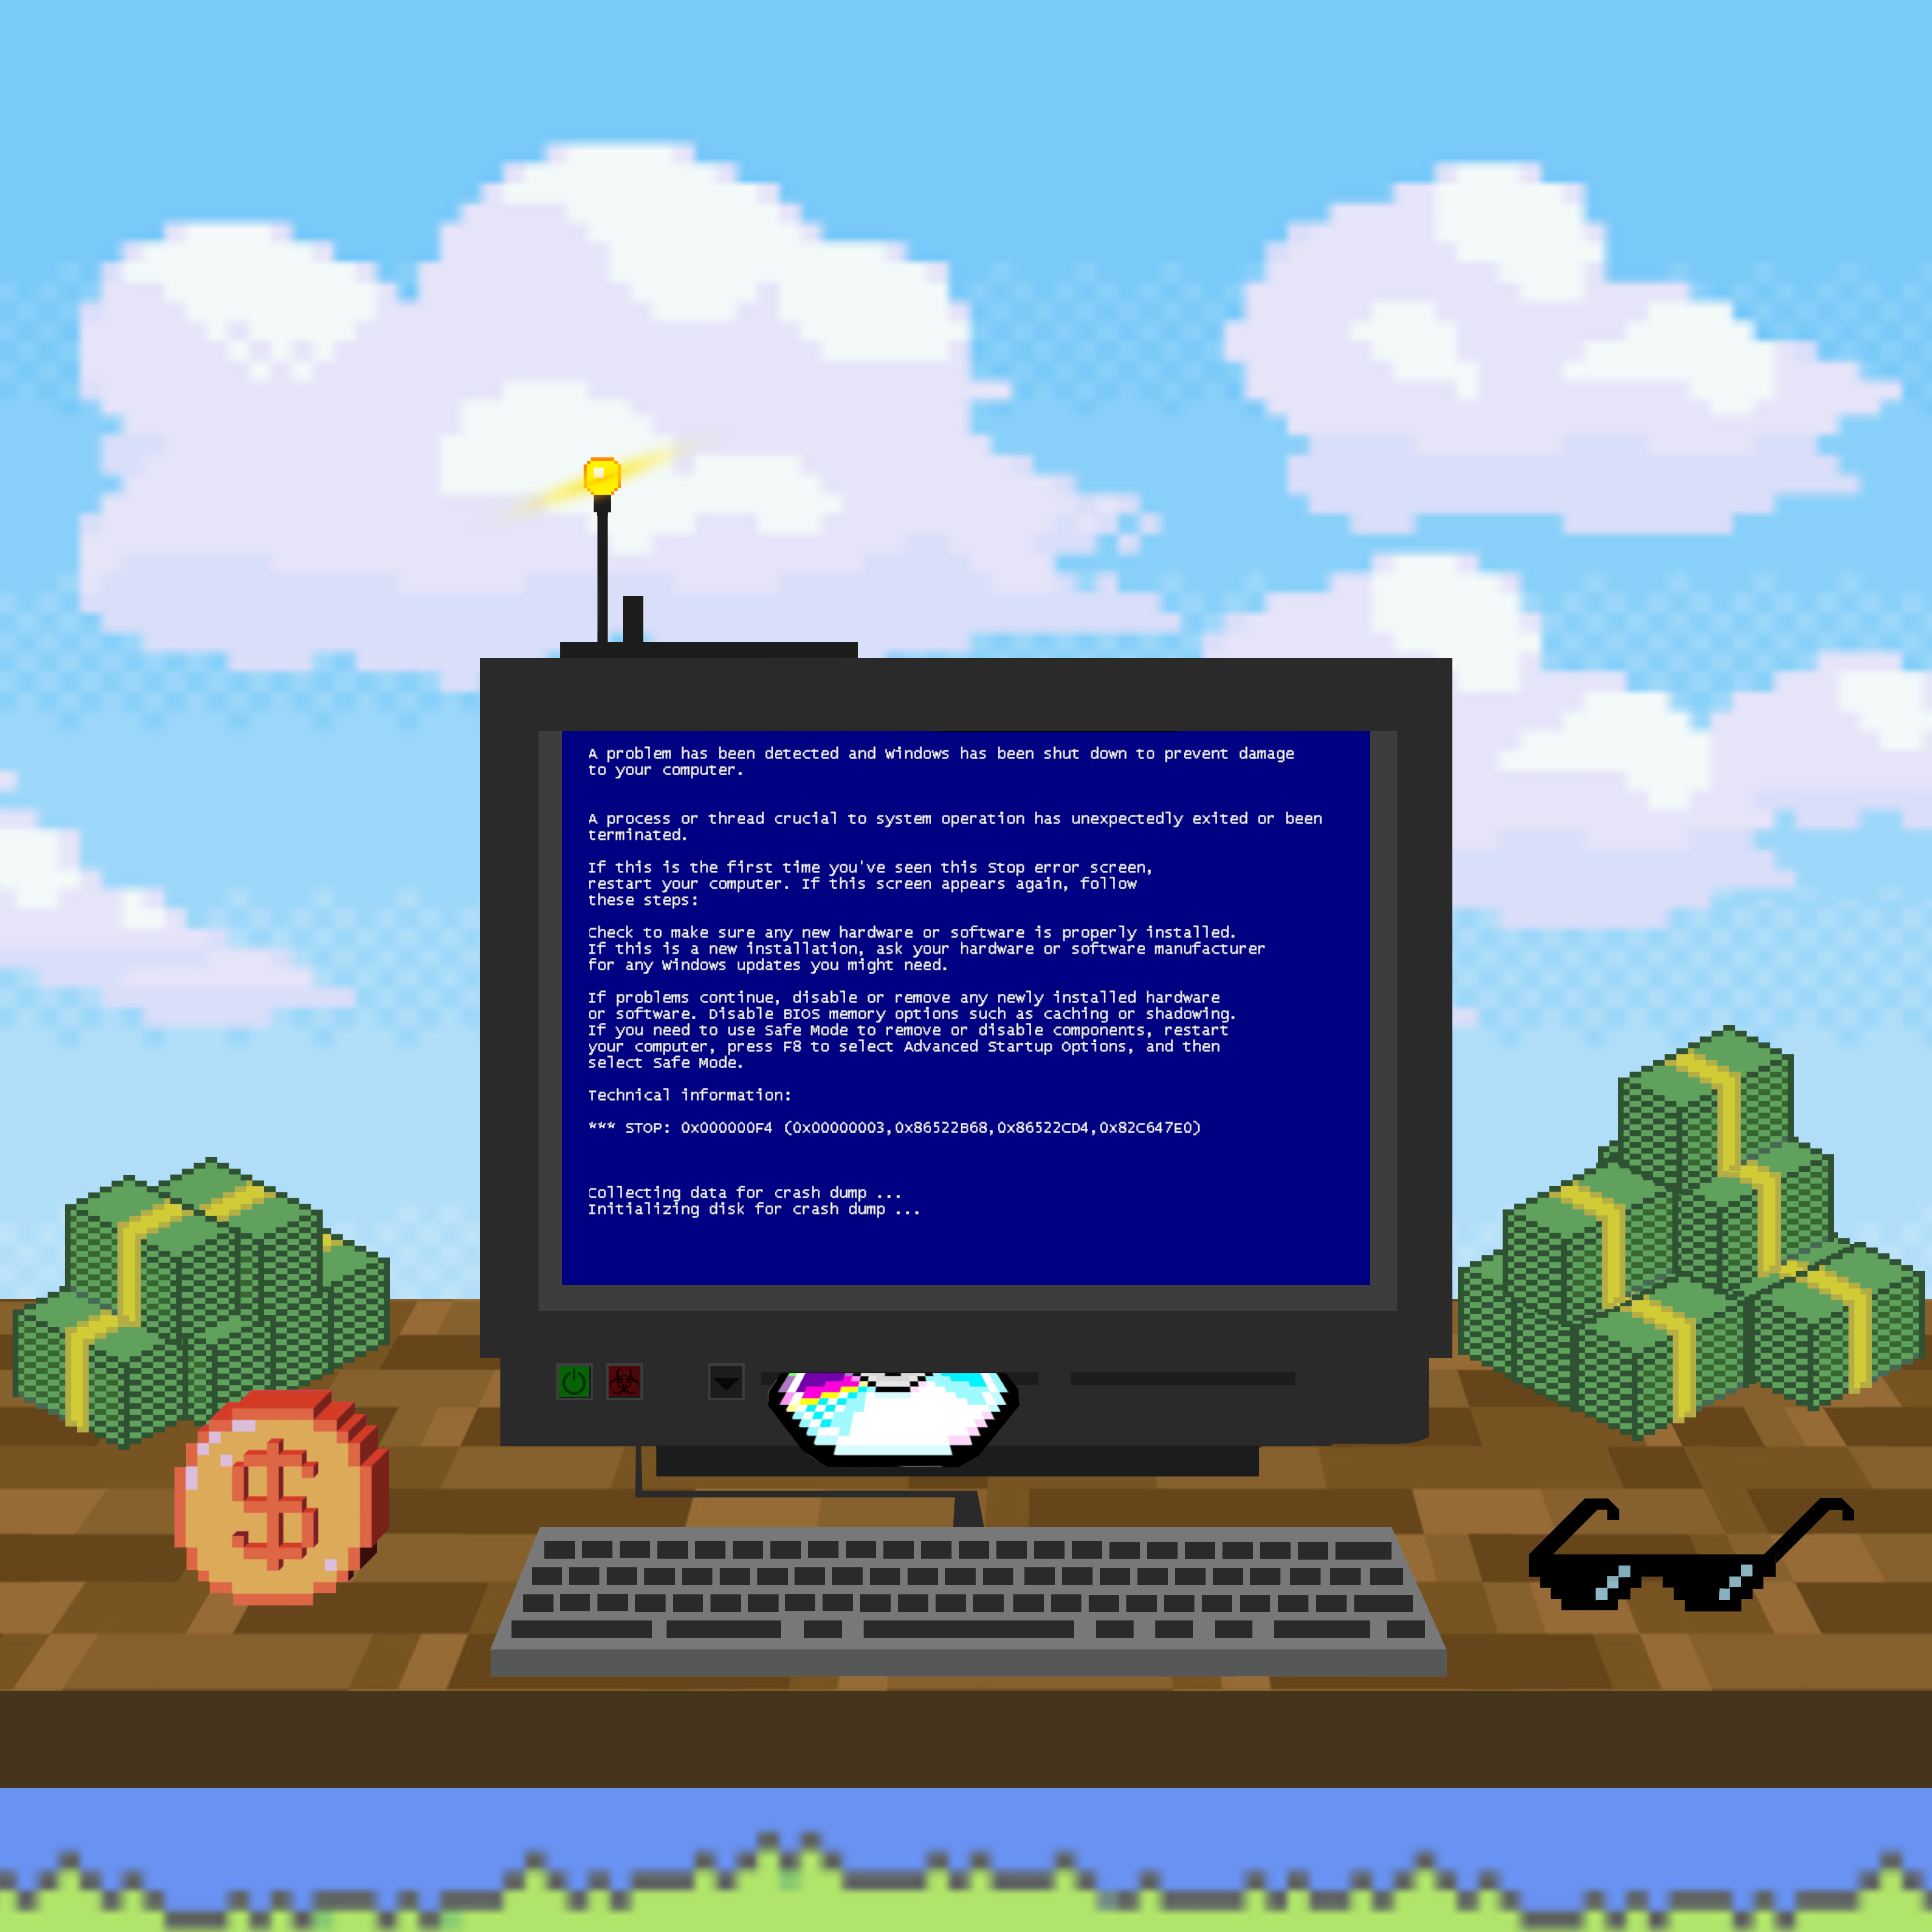 A problem has been detected and Windows has been shut down to prevent damage
to your computer.
A process or thread crucial to system operation has unexpectedly exited or been
terminated.
If this is the first time you've seen this Stop error screen,
restart your computer. If this screen appears again, follow
these steps:
Check to make sure any new hardware or software is properly installed.
If this is a new installation, ask your hardware or software manufacturer
for any Windows updates you might need.
If problems continue, disable or remove any newly installed hardware
or software. Disable BIOS memory options such as caching or shadowing.
If you need to use Safe Mode to remove or disable components, restart
your computer, press F8 to select Advanced Startup Options, and then
select Safe Mode.
Technical information:
*** STOP: 0x000000F4 (0x00000003,0x86522B68,0x86522CD4,0x82C647E0)
Collecting data for crash dump ...
Initializing disk for crash dump ...
$